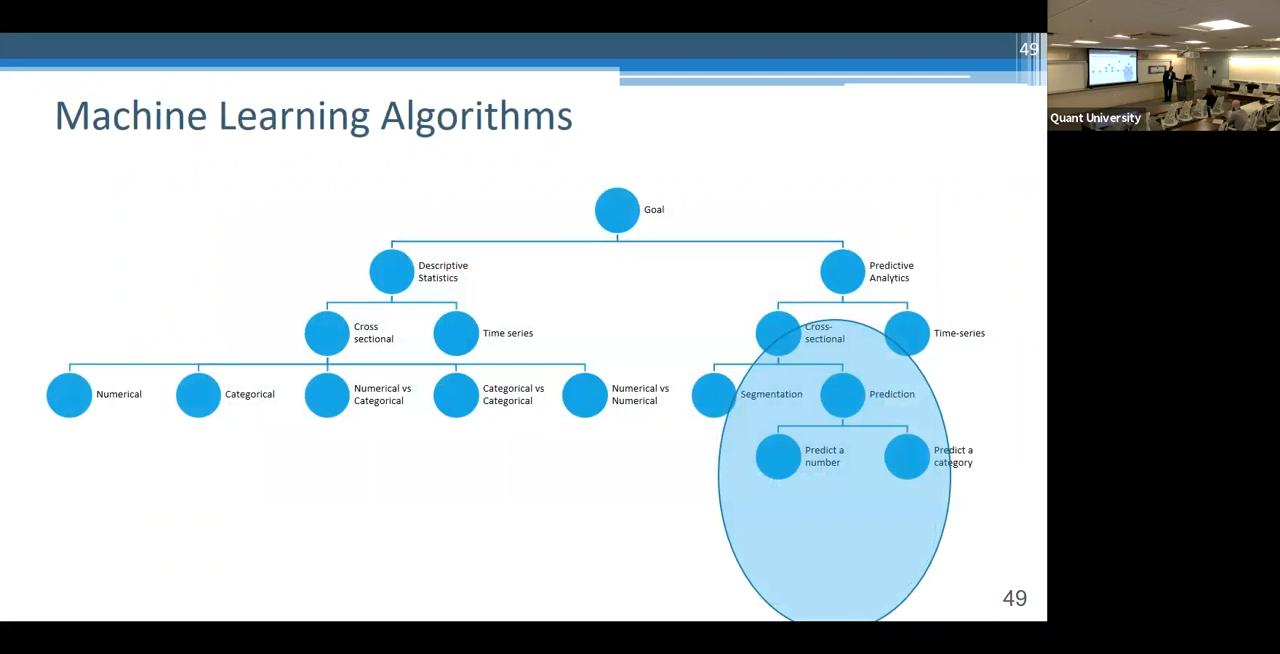 49
Quant University
Machine Learning Algorithms
Goal
Descriptive
Statistics
Predictive
Analytics
Cross
sectional
Time series
Cross-
sectional
Time-series
Numerical
Categorical
Numerical vs
Categorical
Categorical vs
Categorical
Numerical vs
Numerical
Segmentation
Prediction
Predict a
number
Predict a
category
49